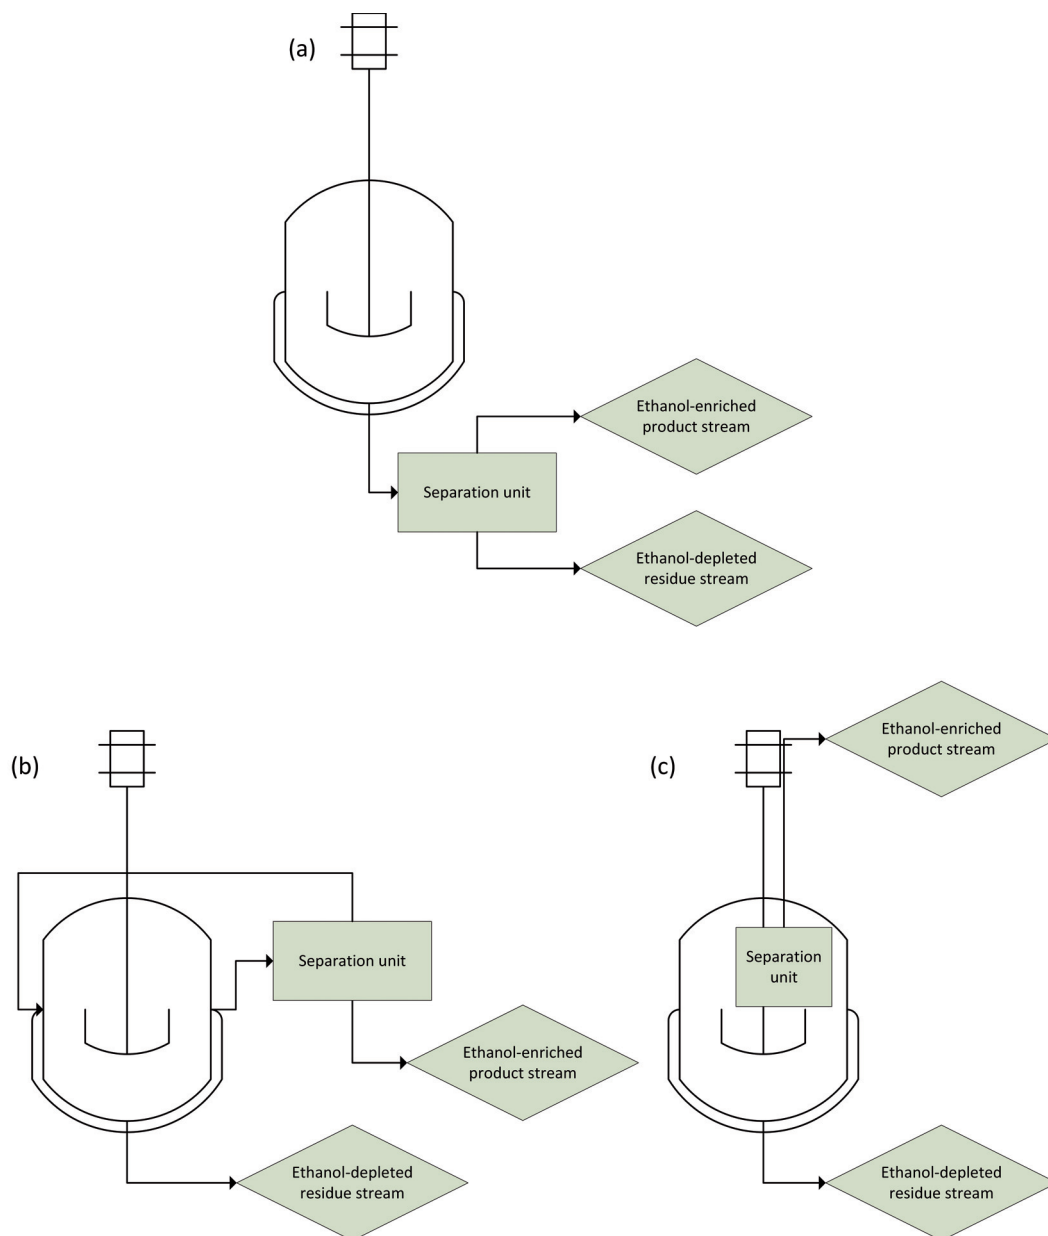 (a)
Ethanol-enriched
product stream
Separation unit
Ethanol-depleted
residue stream
(b)
Separation unit
Ethanol-enriched
product stream
Ethanol-depleted
residue stream
(c)
Ethanol-enriched
product stream
Separation
unit
Ethanol-depleted
residue stream